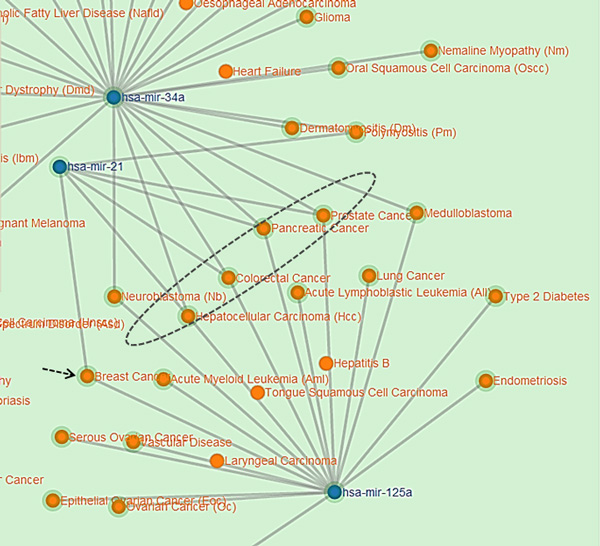 Oesophageal Adenocarcinoma
olic Fatty Liver Disease (Nafld)
Glioma
Nemaline Myopathy (Nm)
Heart Failure
Oral Squamous Cell Carcinoma (Oscc)
Dystrophy (Dmd)
hsa-mir-34a
Dermatomyositis (Dm)
Polymyositis (Pm)
is (Ibm)
hsa-mir-21
Prostate Cancer
Medulloblastoma
gnant Melanoma
Pancreatic Cancer
Colorectal Cancer
Lung Cancer
Acute Lymphoblastic Leukemia (All)
Type 2 Diabetes
Neuroblastoma (Nb)
Hepatocellular Carcinoma (Hcc)
Spectrum Disorder (Asd)
Hepatitis B
Breast Cancer
Acute Myeloid Leukemia (Aml)
hy
Endometriosis
Tongue Squamous Cell Carcinoma
oriasis
Serous Ovarian Cancer
Vascular Disease
Laryngeal Carcinoma
r Cancer
hsa-mir-125a
Epithelial Ovarian Cancer (Eoc)
Ovarian Cancer (Oc)